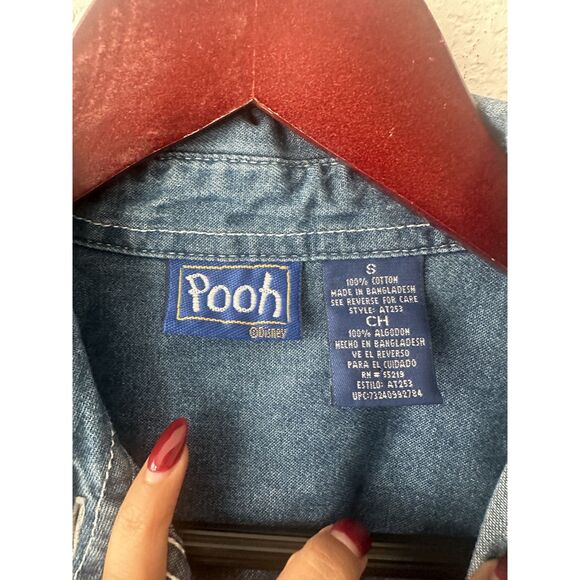 Pooh
©Disney
S
100% COTTON
MADE IN BANGLADESH
SEE REVERSE FOR CARE
STYLE: AT253
CH
100% ALGODON
HECHO EN BANGLADESH
VE EL REVERSO
PARA EL CUIDADO
RN # 55219
ESTILO: AT253
UPC:73240992784